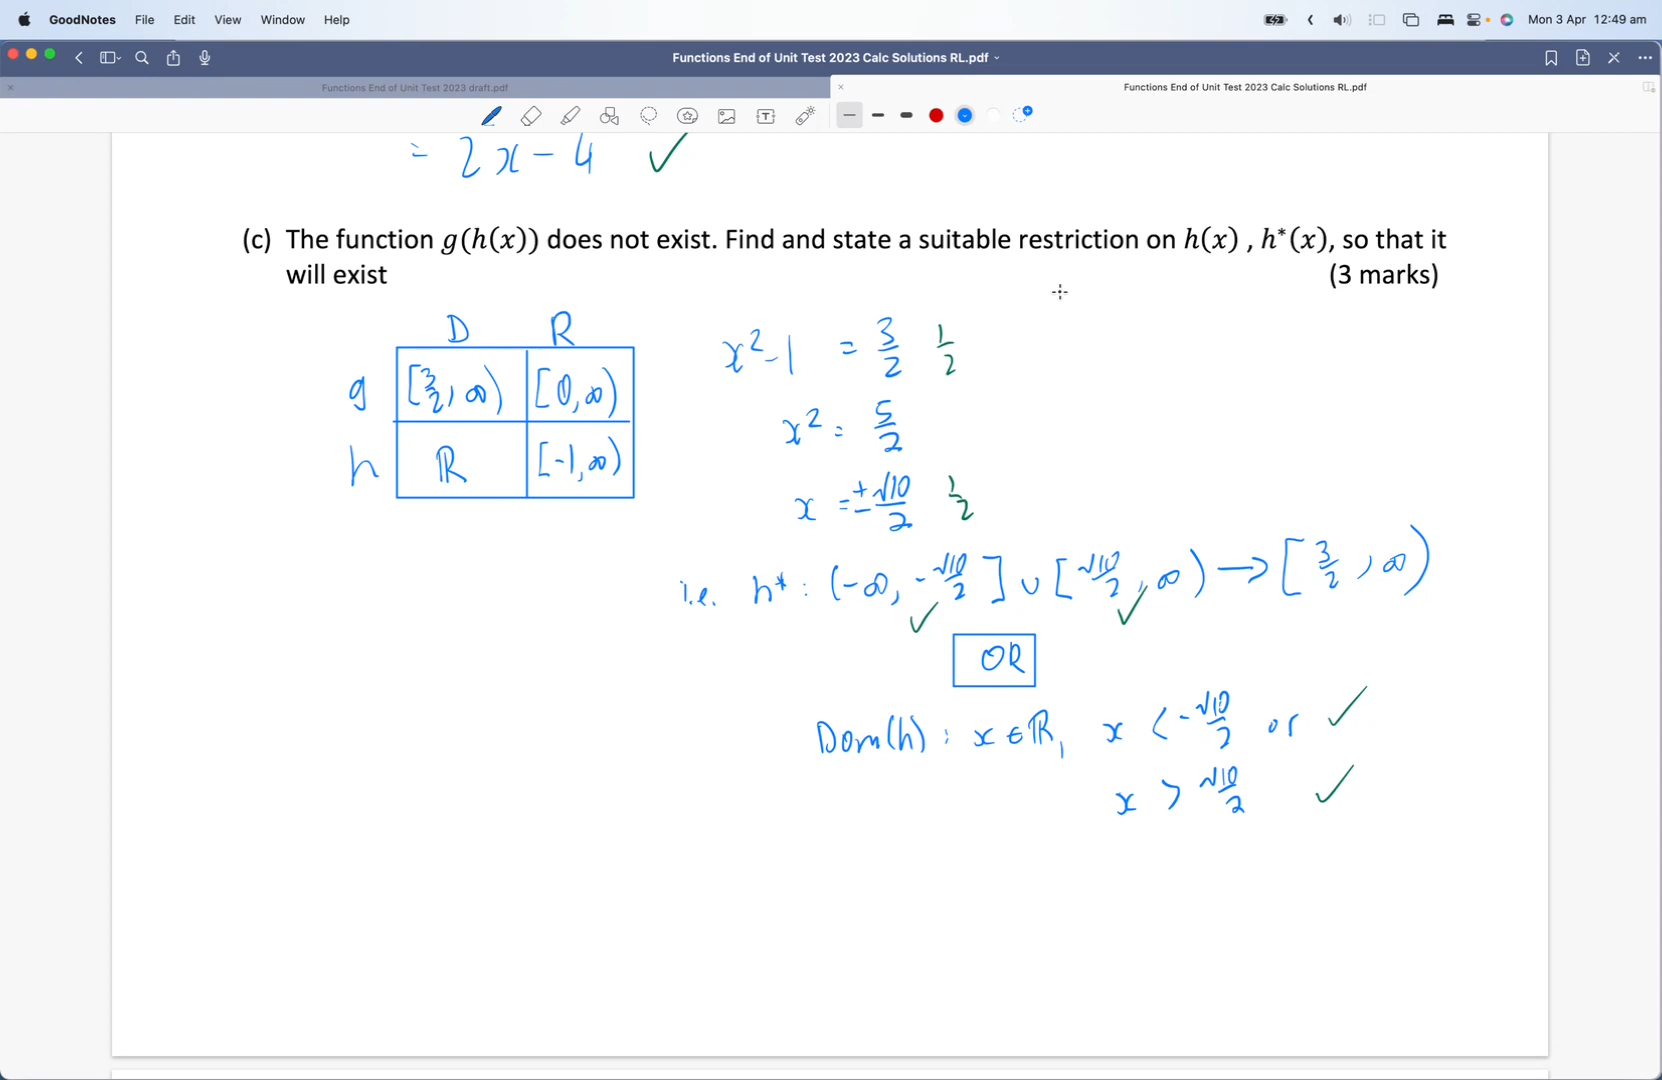 GoodNotes File Edit View Window Help Mon 3 Apr 12:49 am
Functions End of Unit Test 2023 Calc Solutions RL.pdf
Functions End of Unit Test 2023 draft.pdf Functions End of Unit Test 2023 Calc Solutions RL.pdf
= 2x - 4 ✓
(c) The function g(h(x)) does not exist. Find and state a suitable restriction on h(x) , h*(x), so that it
will exist (3 marks)
D R
g [3/2, ∞) [0, ∞)
h ℝ [-1, ∞)
x² - 1 = 3/2 1/2
x² = 5/2
x = ± √10/2 1/2
i.e. h* : (-∞, -√10/2] ∪ [√10/2, ∞) → [3/2, ∞)
✓ ✓
OR
Dom(h) : x ∈ ℝ, x < -√10/2 or ✓
x > √10/2 ✓